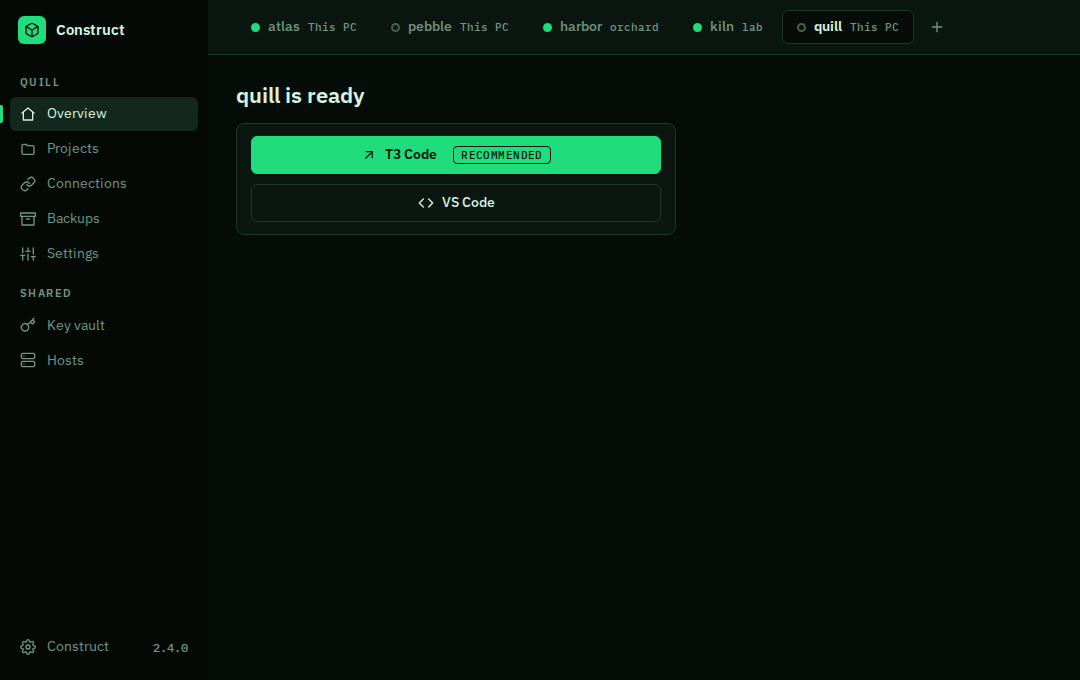 Construct
QUILL
Overview
Projects
Connections
Backups
Settings
SHARED
Key vault
Hosts
Construct 2.4.0
atlas This PC pebble This PC harbor orchard kiln lab quill This PC
quill is ready
T3 Code RECOMMENDED
VS Code